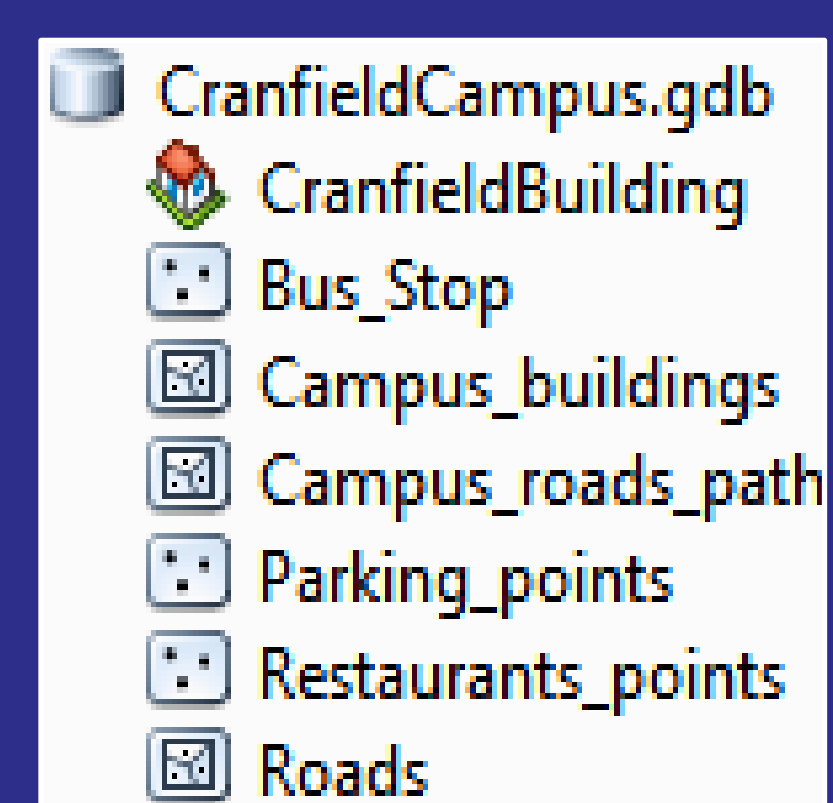 CranfieldCampus.gdb
CranfieldBuilding
Bus_Stop
Campus_buildings
Campus_roads_path
Parking_points
Restaurants_points
Roads